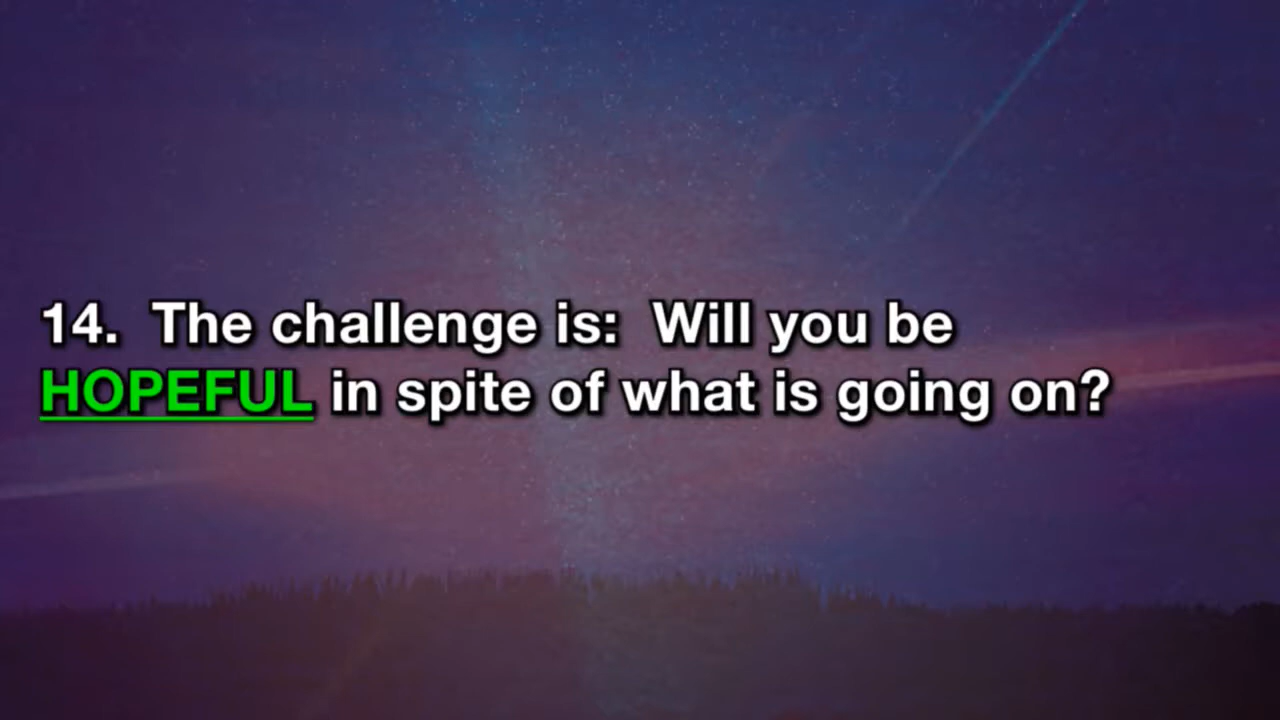 14.  The challenge is:  Will you be
HOPEFUL in spite of what is going on?